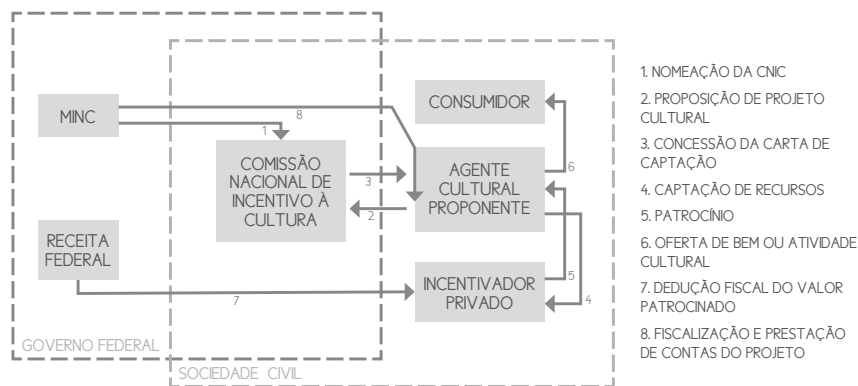 MINC
8
CONSUMIDOR
1
COMISSÃO
NACIONAL DE
INCENTIVO À
CULTURA
3
2
AGENTE
CULTURAL
PROPONENTE
6
RECEITA
FEDERAL
7
INCENTIVADOR
PRIVADO
5
4
GOVERNO FEDERAL
SOCIEDADE CIVIL
1. NOMEAÇÃO DA CNIC
2. PROPOSIÇÃO DE PROJETO
CULTURAL
3. CONCESSÃO DA CARTA DE
CAPTAÇÃO
4. CAPTAÇÃO DE RECURSOS
5. PATROCÍNIO
6. OFERTA DE BEM OU ATIVIDADE
CULTURAL
7. DEDUÇÃO FISCAL DO VALOR
PATROCINADO
8. FISCALIZAÇÃO E PRESTAÇÃO
DE CONTAS DO PROJETO